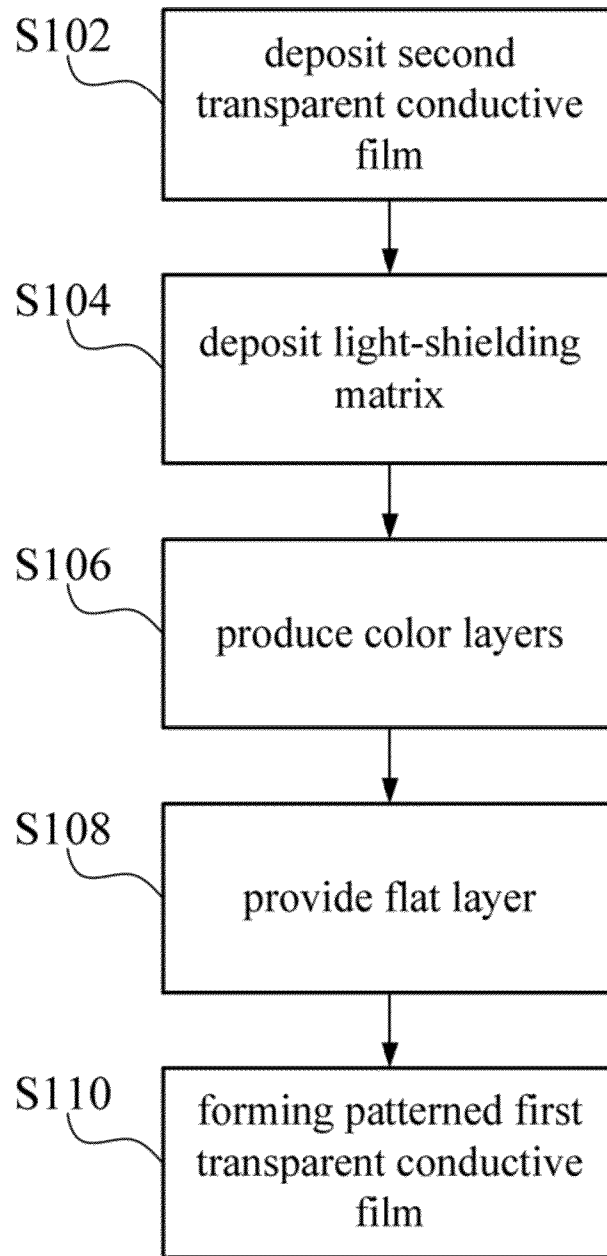 S102
deposit second
transparent conductive
film
S104
deposit light-shielding
matrix
S106
produce color layers
S108
provide flat layer
S110
forming patterned first
transparent conductive
film